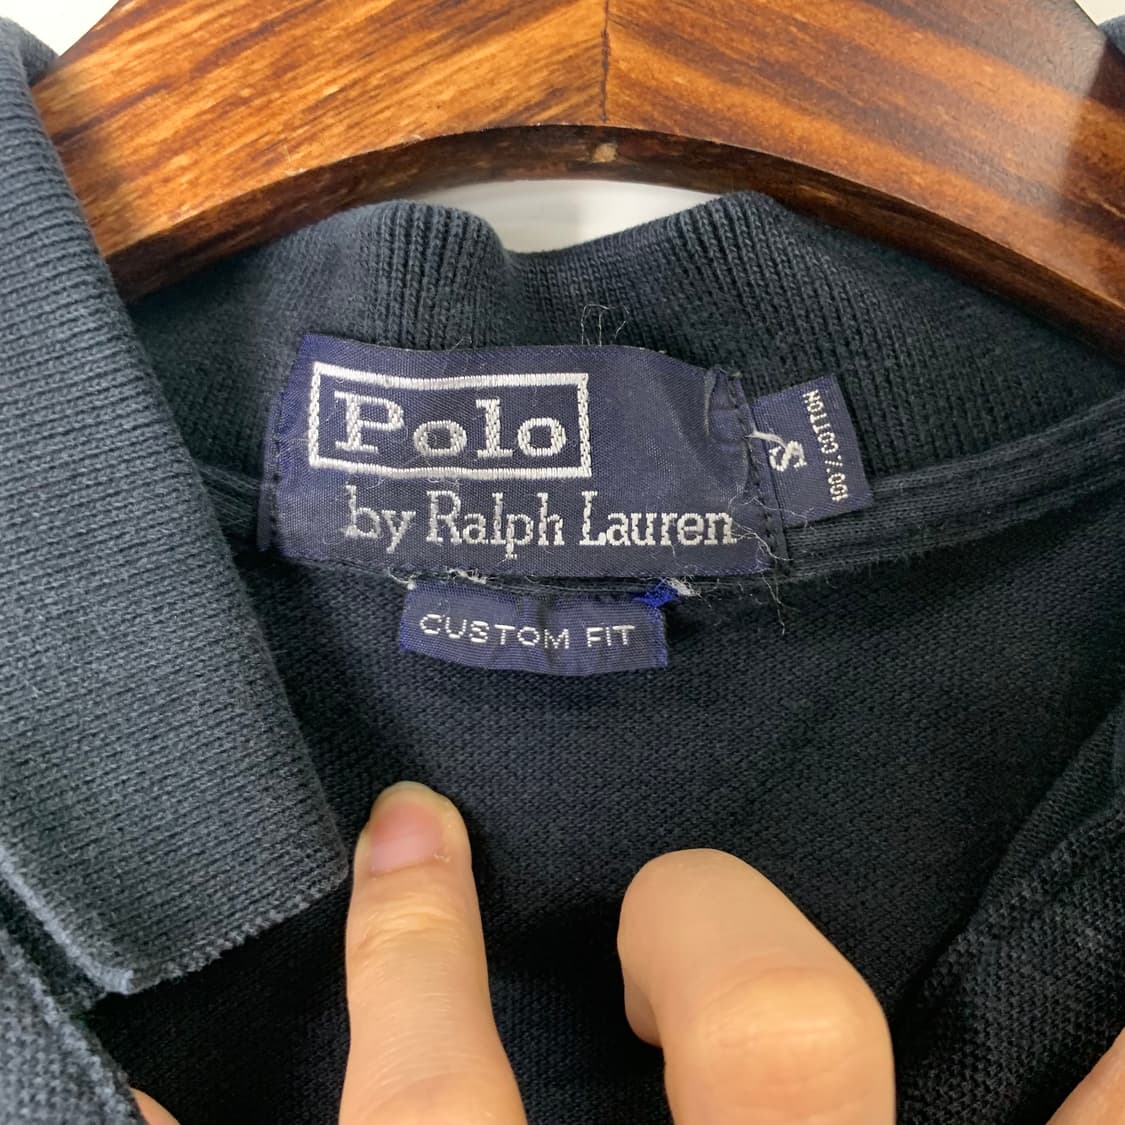 Polo
by Ralph Lauren
S
100% COTTON
CUSTOM FIT